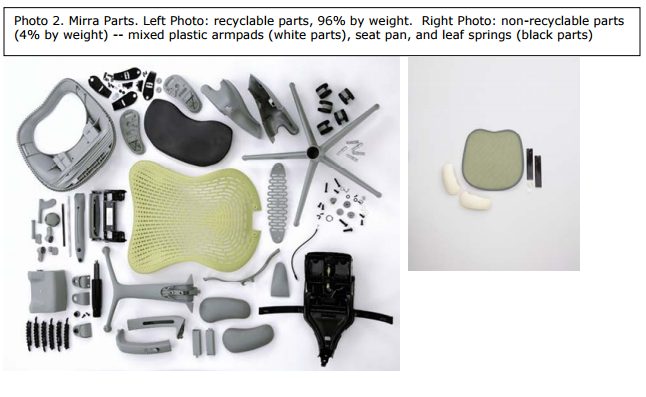 Photo 2. Mirra Parts. Left Photo: recyclable parts, 96% by weight.  Right Photo: non-recyclable parts
(4% by weight) -- mixed plastic armpads (white parts), seat pan, and leaf springs (black parts)